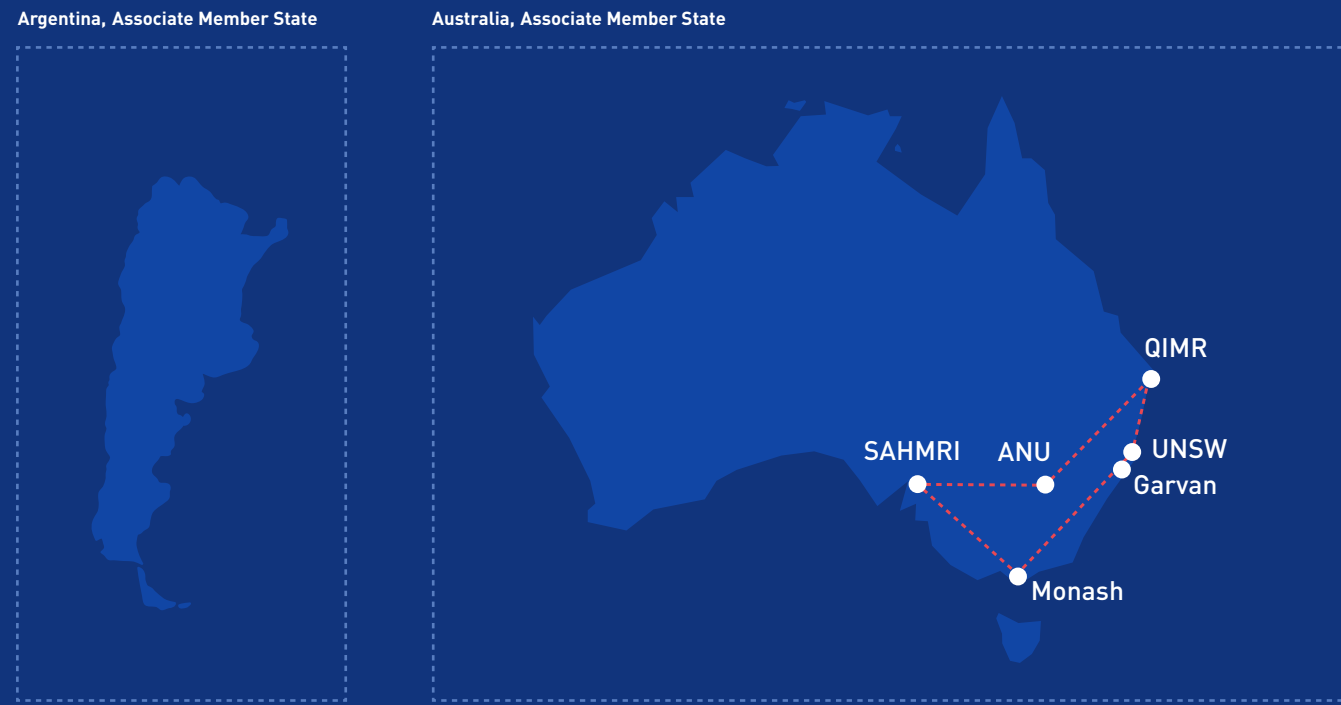 Argentina, Associate Member State
Australia, Associate Member State
QIMR
SAHMRI
ANU
UNSW
Garvan
Monash